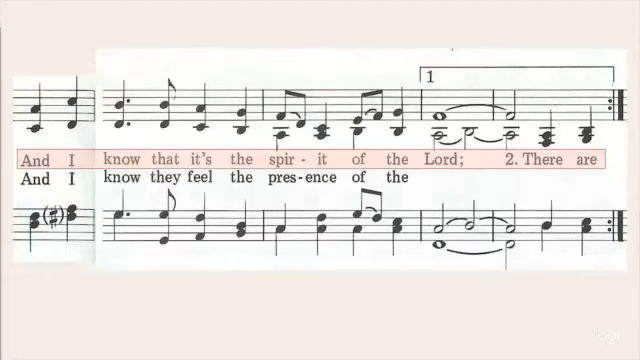 1
And I know that it's the spir - it of the Lord; 2. There are
And I know they feel the pres - ence of the